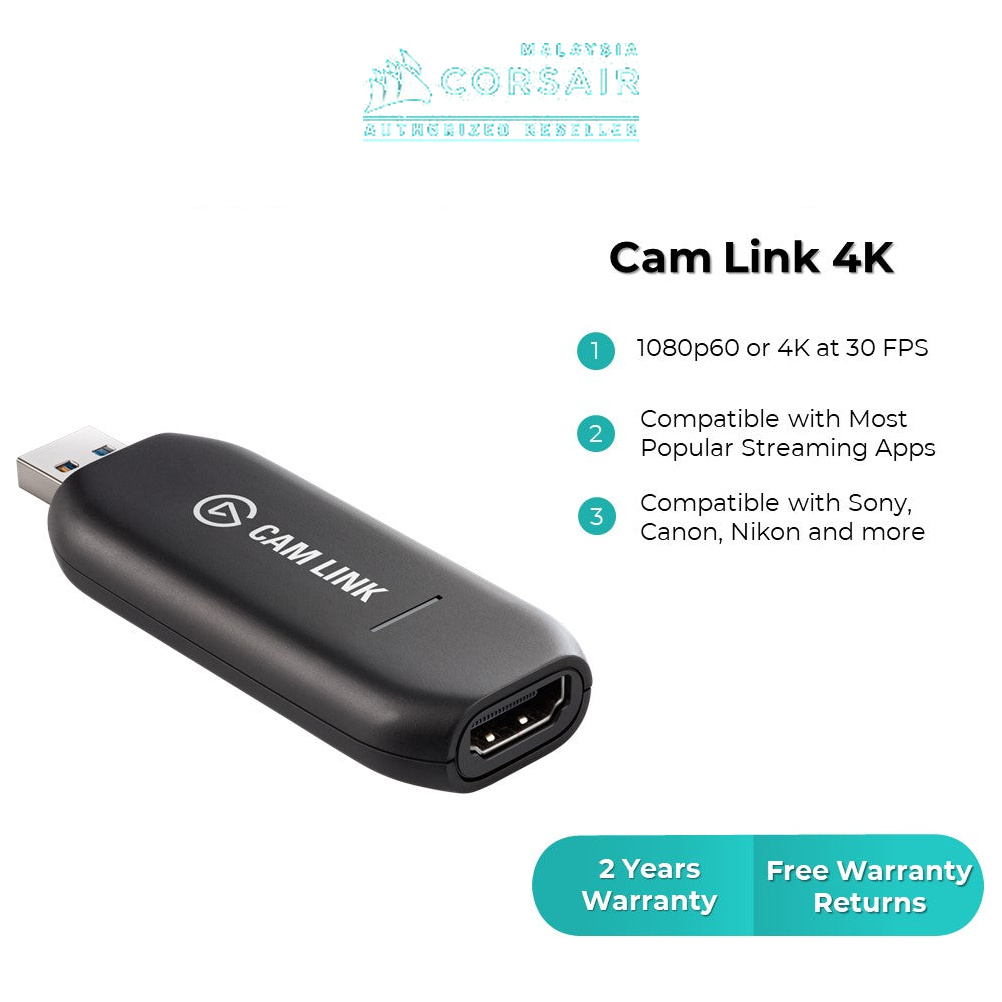 MALAYSIA
CORSAIR
AUTHORIZED RESELLER
Cam Link 4K
1 1080p60 or 4K at 30 FPS
2 Compatible with Most
Popular Streaming Apps
3 Compatible with Sony,
Canon, Nikon and more
CAM LINK
2 Years
Warranty
Free Warranty
Returns